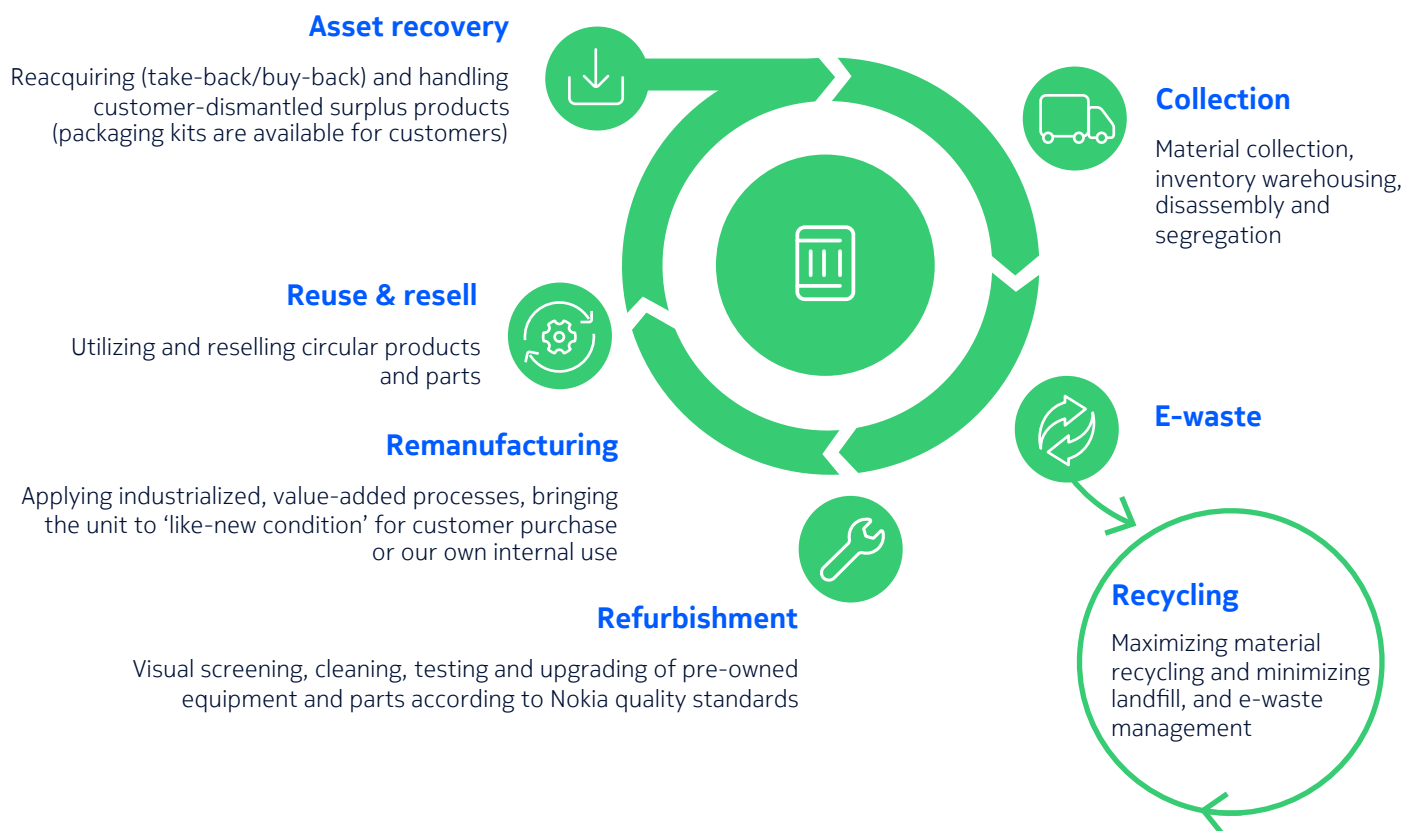 Asset recovery
Reacquiring (take-back/buy-back) and handling
customer-dismantled surplus products
(packaging kits are available for customers)
Collection
Material collection,
inventory warehousing,
disassembly and
segregation
E-waste
Recycling
Maximizing material
recycling and minimizing
landfill, and e-waste
management
Refurbishment
Visual screening, cleaning, testing and upgrading of pre-owned
equipment and parts according to Nokia quality standards
Remanufacturing
Applying industrialized, value-added processes, bringing
the unit to ‘like-new condition’ for customer purchase
or our own internal use
Reuse & resell
Utilizing and reselling circular products
and parts